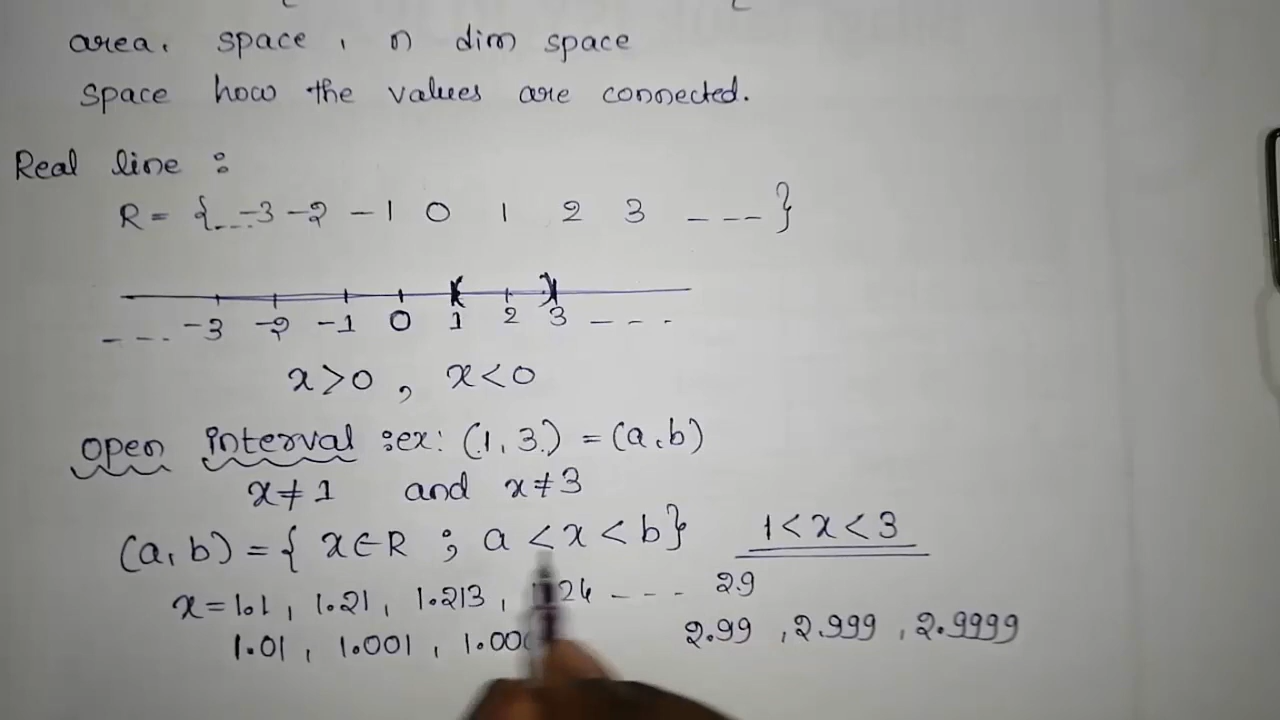 area, space, n dim space
Space how the values are connected.
Real line :
R = {...-3 -2 -1 0 1 2 3 ---}
--- -3 -2 -1 0 1 2 3 ---
x>0, x<0
Open interval :ex: (1, 3) = (a,b)
x≠1 and x≠3
(a,b) = { x∈R ; a<x<b} 1<x<3
x=1.1, 1.21, 1.213, --- 2.9
1.01, 1.001, 2.99, 2.999, 2.9999